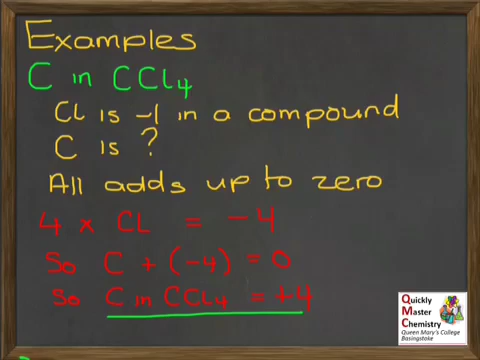 Examples
C in CCl4
Cl is -1 in a compound
C is ?
All adds up to zero
4 x Cl = -4
So C + (-4) = 0
So C in CCl4 = +4
Quickly
Master
Chemistry
Queen Mary's College
Basingstoke